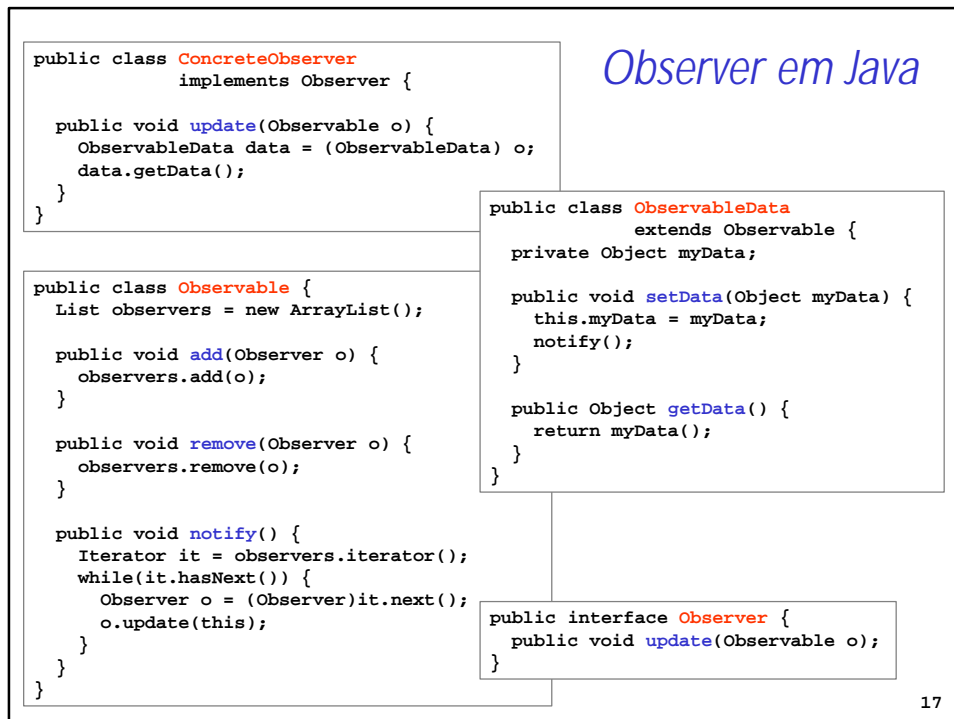 Observer em Java
public class ConcreteObserver
implements Observer {
public void update(Observable o) {
ObservableData data = (ObservableData) o;
data.getData();
}
}
public class Observable {
List observers = new ArrayList();
public void add(Observer o) {
observers.add(o);
}
public void remove(Observer o) {
observers.remove(o);
}
public void notify() {
Iterator it = observers.iterator();
while(it.hasNext()) {
Observer o = (Observer)it.next();
o.update(this);
}
}
}
public class ObservableData
extends Observable {
private Object myData;
public void setData(Object myData) {
this.myData = myData;
notify();
}
public Object getData() {
return myData();
}
}
public interface Observer {
public void update(Observable o);
}
17